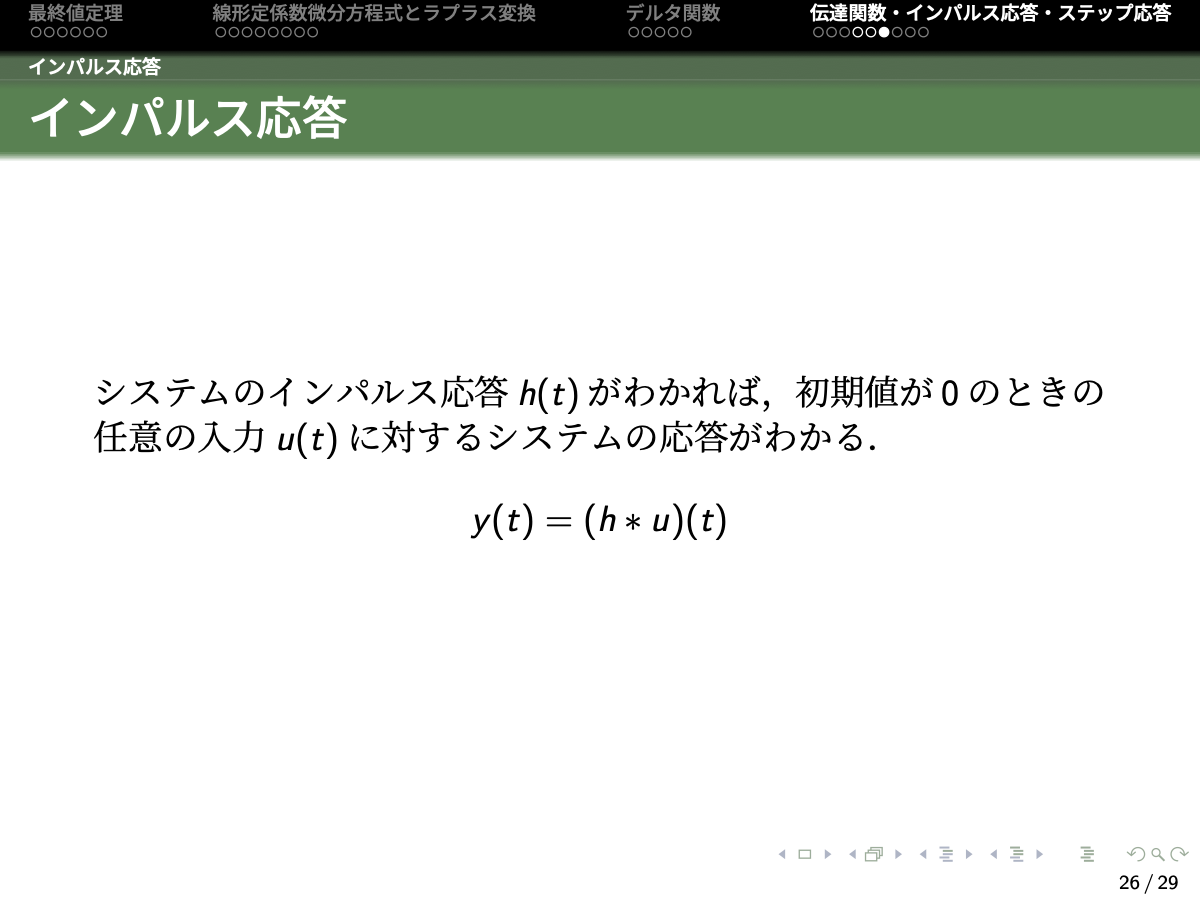 最終値定理 線形定係数微分方程式とラプラス変換 デルタ関数 伝達関数・インパルス応答・ステップ応答
インパルス応答
インパルス応答
システムのインパルス応答 h(t) がわかれば，初期値が 0 のときの
任意の入力 u(t) に対するシステムの応答がわかる．
y(t) = (h ∗ u)(t)
26 / 29